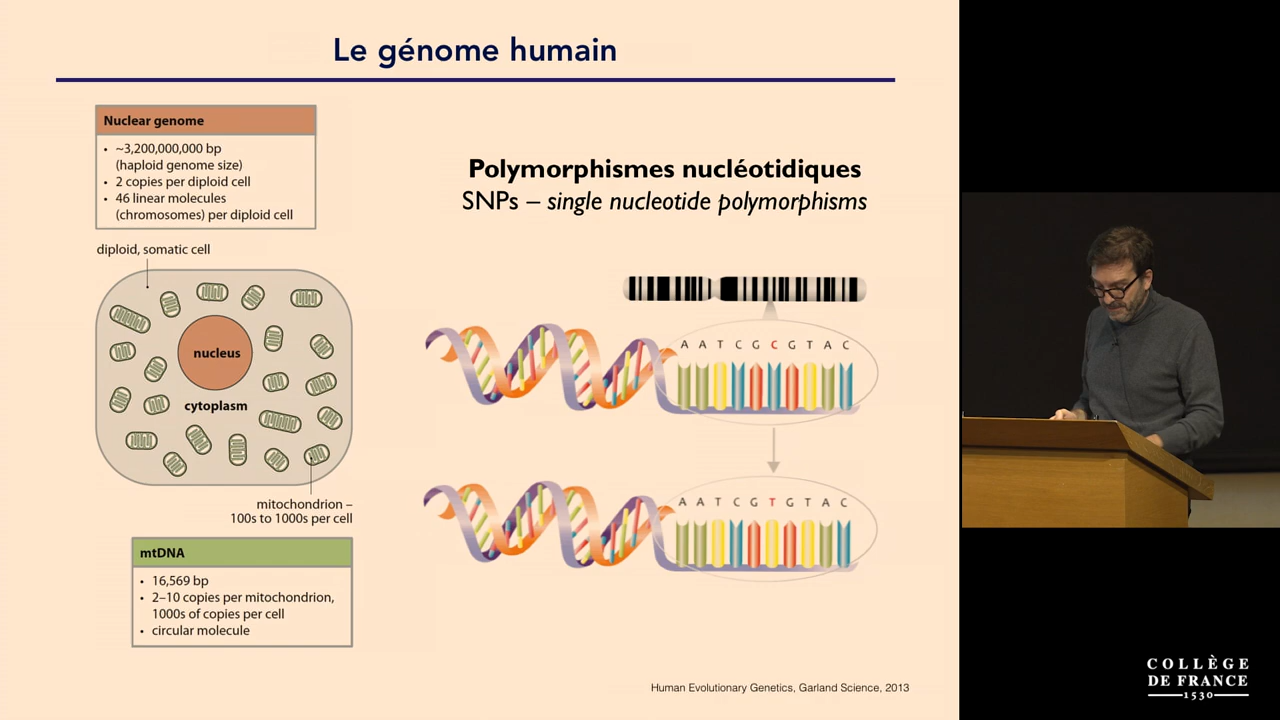 Le génome humain
Nuclear genome
• ~3,200,000,000 bp
(haploid genome size)
• 2 copies per diploid cell
• 46 linear molecules
(chromosomes) per diploid cell
diploid, somatic cell
nucleus
cytoplasm
mitochondrion –
100s to 1000s per cell
mtDNA
• 16,569 bp
• 2–10 copies per mitochondrion,
1000s of copies per cell
• circular molecule
Polymorphismes nucléotidiques
SNPs – single nucleotide polymorphisms
A A T C G C G T A C
A A T C G T G T A C
Human Evolutionary Genetics, Garland Science, 2013
COLLÈGE
DE FRANCE
1530